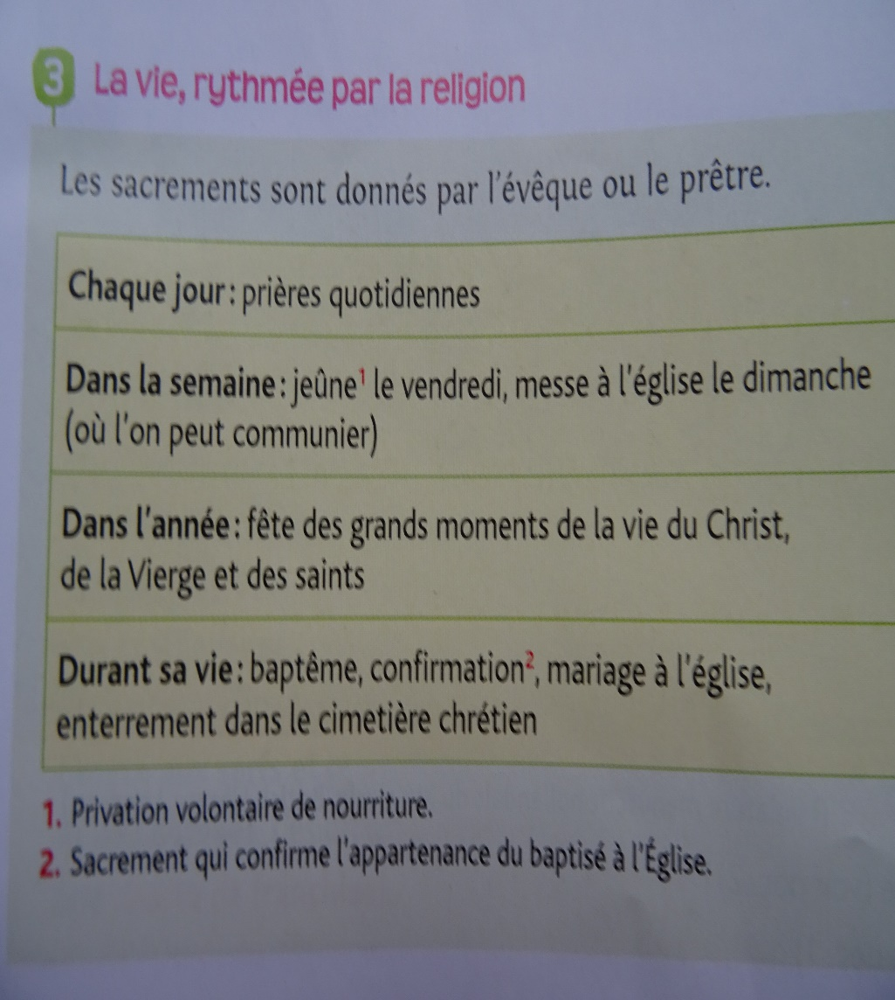 3 La vie, rythmée par la religion
Les sacrements sont donnés par l'évêque ou le prêtre.
Chaque jour : prières quotidiennes
Dans la semaine : jeûne¹ le vendredi, messe à l'église le dimanche
(où l'on peut communier)
Dans l'année : fête des grands moments de la vie du Christ,
de la Vierge et des saints
Durant sa vie : baptême, confirmation², mariage à l'église,
enterrement dans le cimetière chrétien
1. Privation volontaire de nourriture.
2. Sacrement qui confirme l'appartenance du baptisé à l'Église.